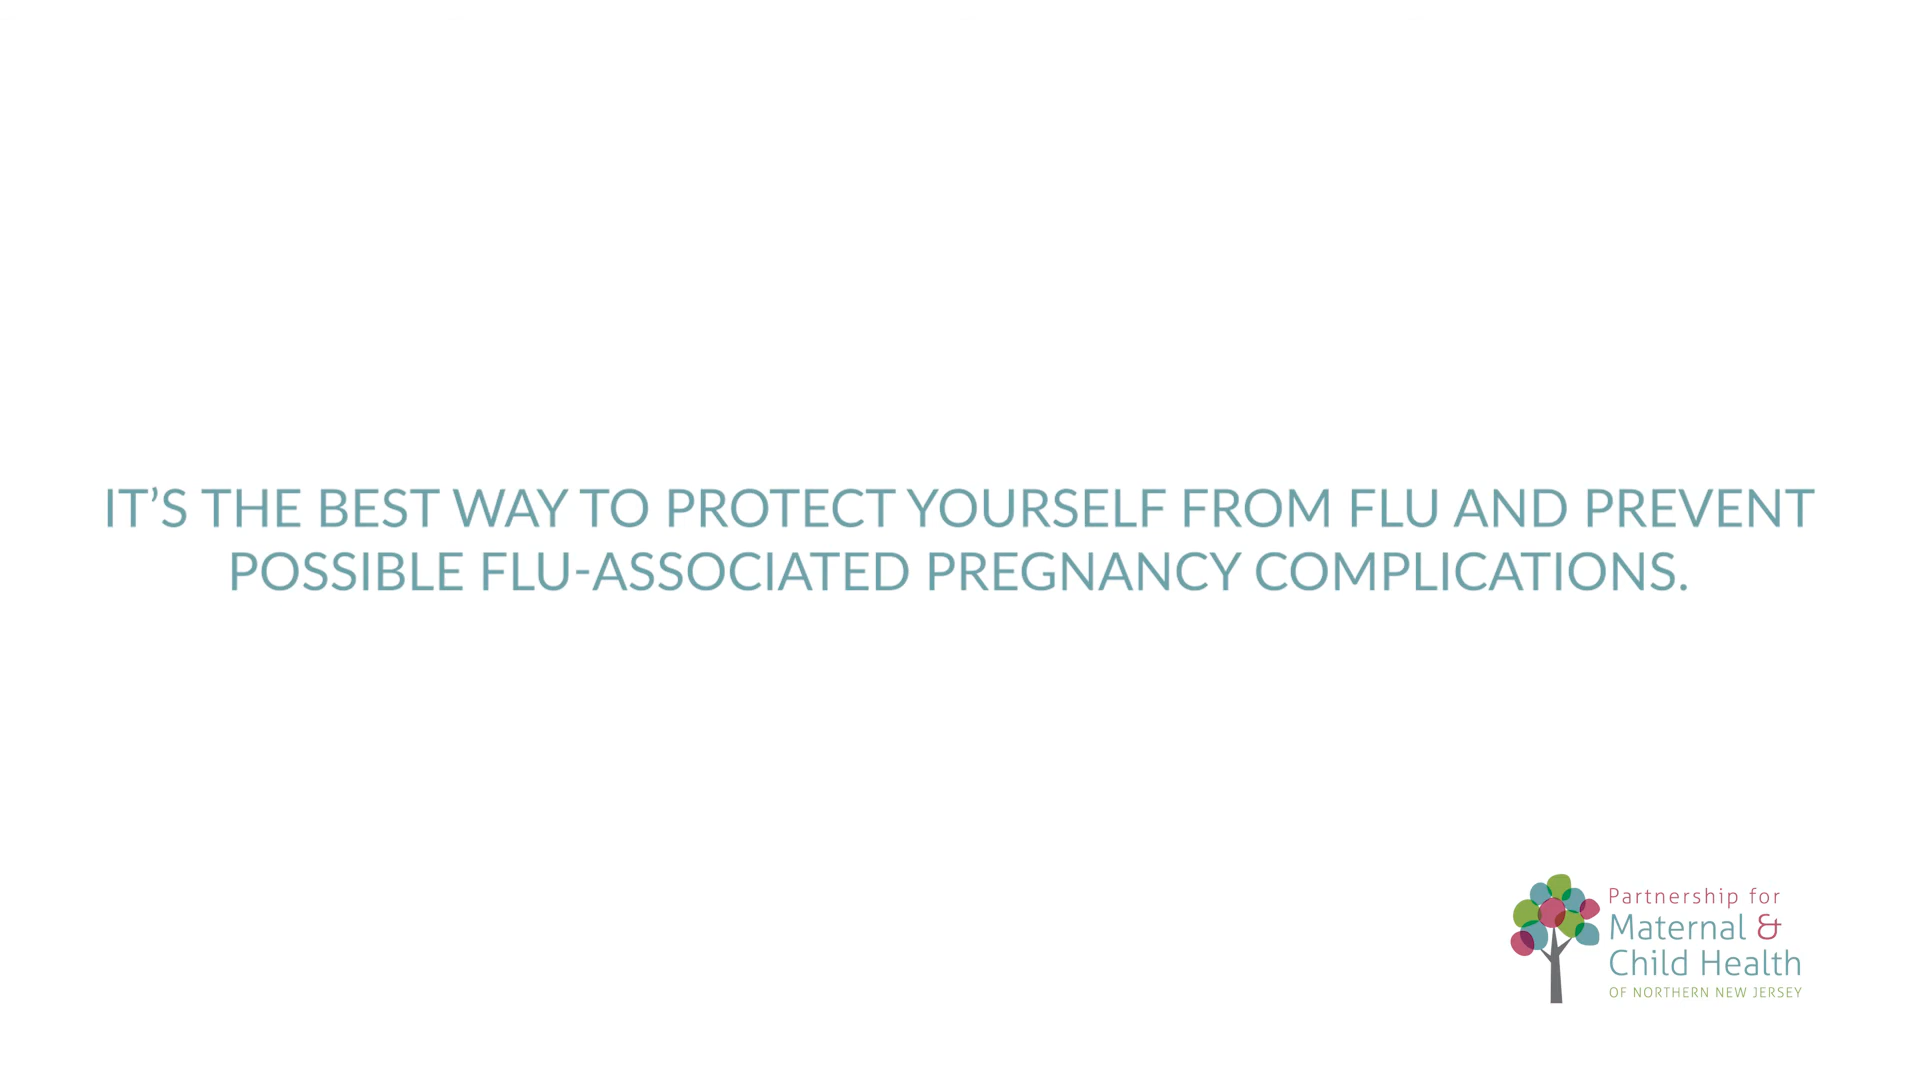 IT’S THE BEST WAY TO PROTECT YOURSELF FROM FLU AND PREVENT
POSSIBLE FLU-ASSOCIATED PREGNANCY COMPLICATIONS.
Partnership for
Maternal &
Child Health
OF NORTHERN NEW JERSEY